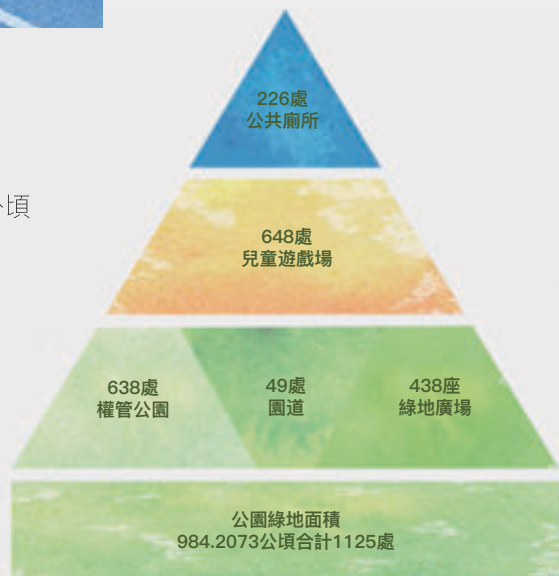 226處
公共廁所
頃
648處
兒童遊戲場
638處
權管公園
49處
園道
438座
綠地廣場
公園綠地面積
984.2073公頃合計1125處